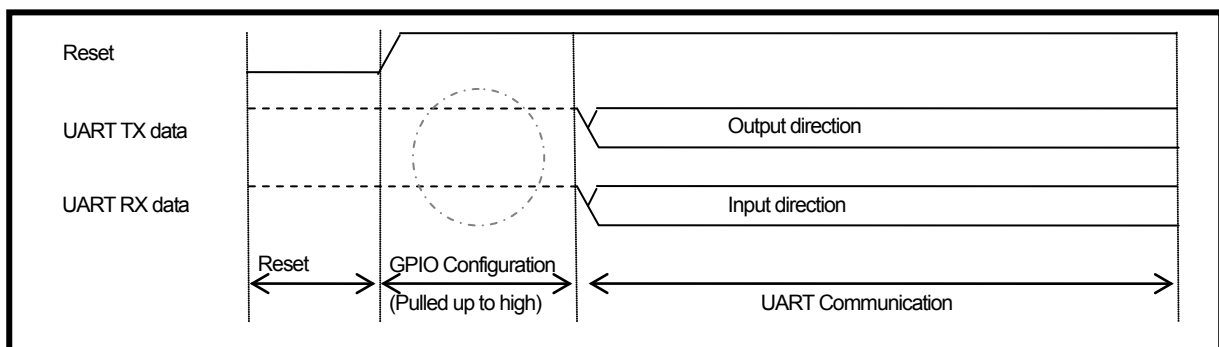 Reset
UART TX data
Output direction
UART RX data
Input direction
Reset
GPIO Configuration
(Pulled up to high)
UART Communication